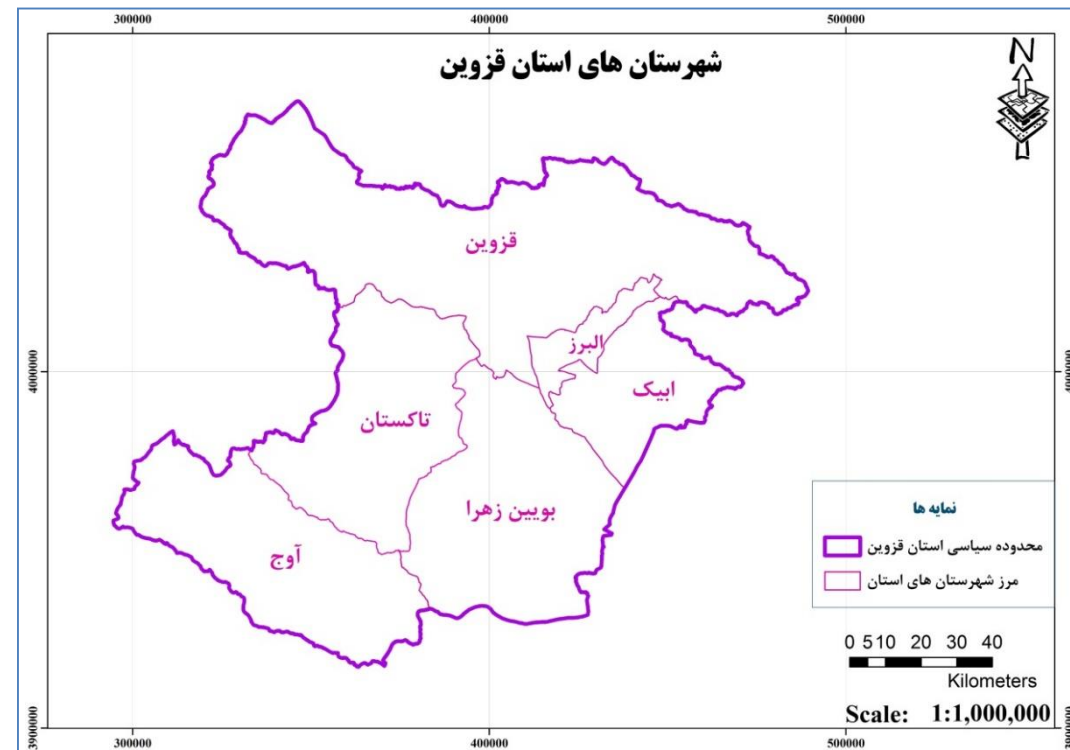 300000 400000 500000
شهرستان های استان قزوین
N
قزوین
البرز
4000000 4000000
ابیک
تاکستان
بویین زهرا
آوج
نمایه ها
محدوده سیاسی استان قزوین
مرز شهرستان های استان
0 5 10 20 30 40
Kilometers
Scale: 1:1,000,000
3900000 3900000
300000 400000 500000